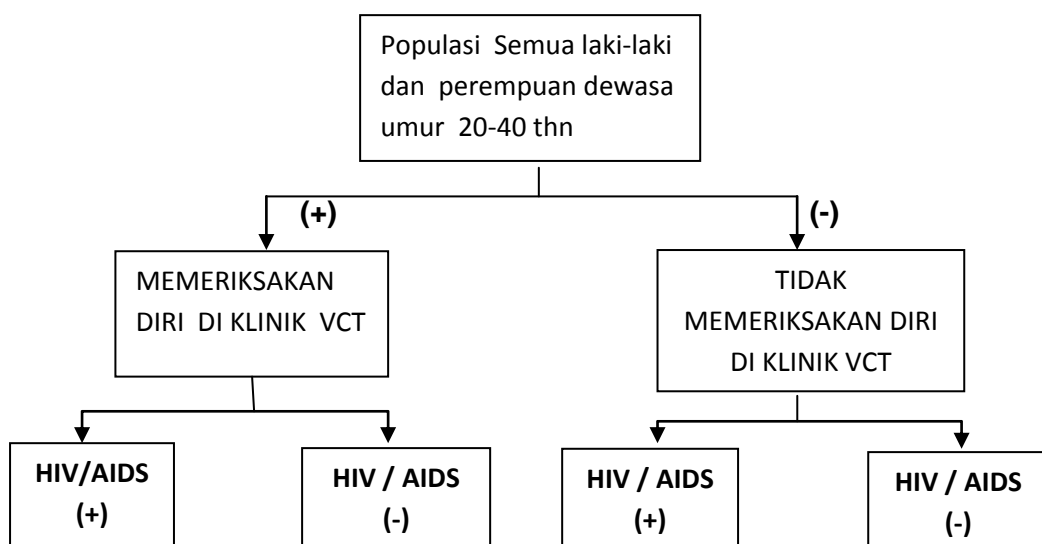 Populasi Semua laki-laki
dan perempuan dewasa
umur 20-40 thn
(+)
(-)
MEMERIKSAKAN
DIRI DI KLINIK VCT
TIDAK
MEMERIKSAKAN DIRI
DI KLINIK VCT
HIV/AIDS
(+)
HIV / AIDS
(-)
HIV / AIDS
(+)
HIV / AIDS
(-)